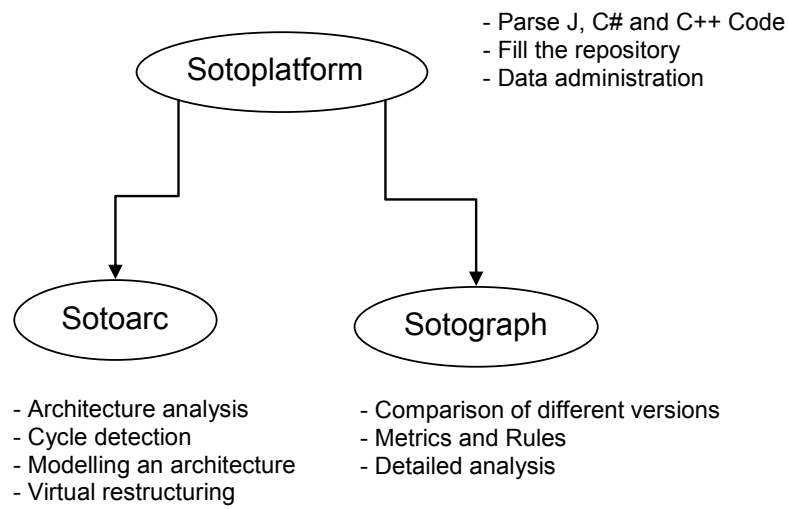 Sotoplatform
- Parse J, C# and C++ Code
- Fill the repository
- Data administration
Sotoarc
- Architecture analysis
- Cycle detection
- Modelling an architecture
- Virtual restructuring
Sotograph
- Comparison of different versions
- Metrics and Rules
- Detailed analysis